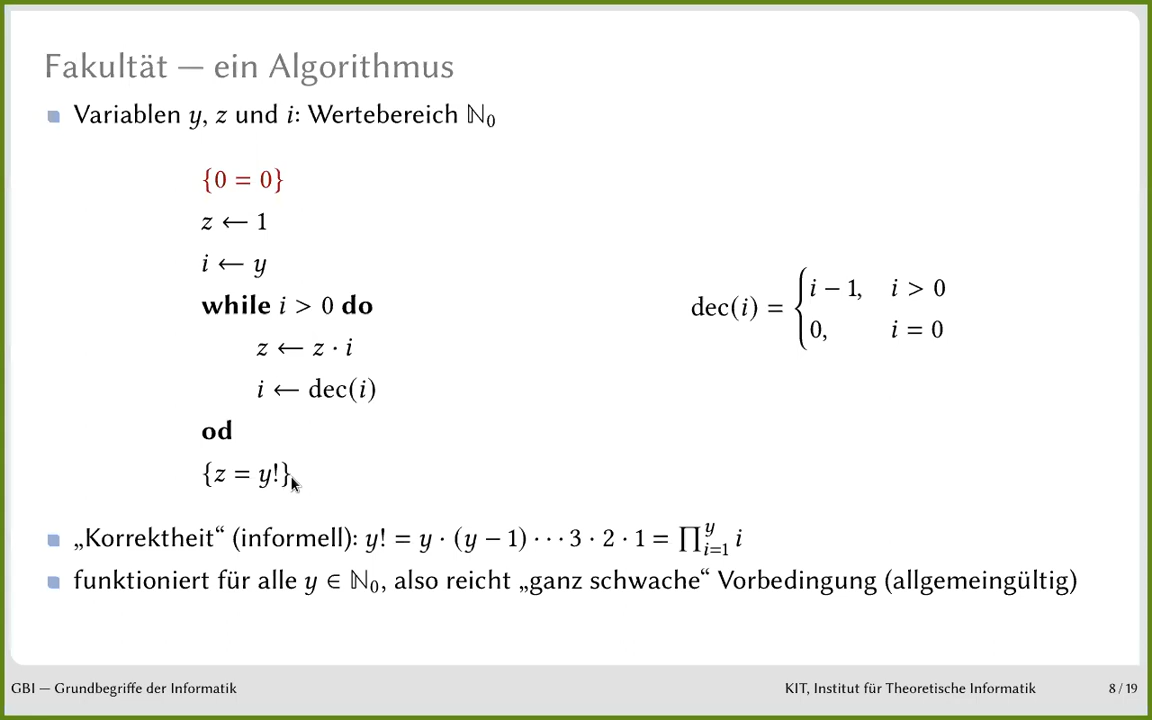 Fakultät — ein Algorithmus
Variablen y, z und i: Wertebereich ℕ₀
{0 = 0}
z ← 1
i ← y
while i > 0 do
z ← z · i
i ← dec(i)
od
{z = y!}
dec(i) = { i − 1, i > 0
0, i = 0
„Korrektheit“ (informell): y! = y · (y − 1) · · · 3 · 2 · 1 = ∏_{i=1}^{y} i
funktioniert für alle y ∈ ℕ₀, also reicht „ganz schwache“ Vorbedingung (allgemeingültig)
GBI — Grundbegriffe der Informatik KIT, Institut für Theoretische Informatik 8 / 19